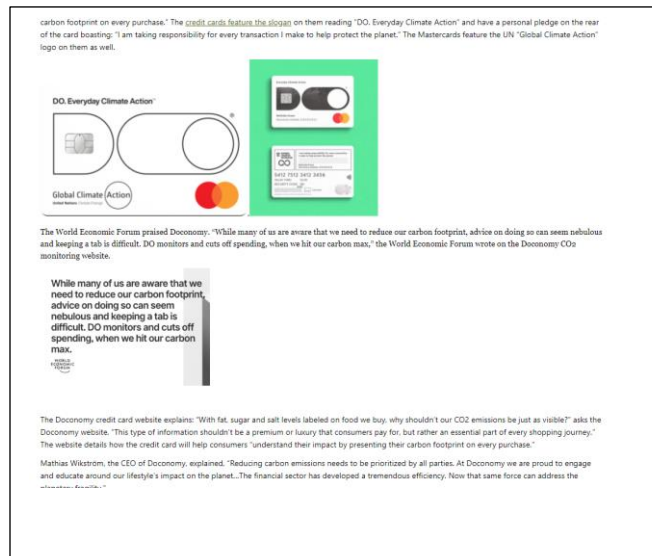 carbon footprint on every purchase." The credit cards feature the slogan on them reading "DO. Everyday Climate Action" and have a personal pledge on the rear
of the card boasting: "I am taking responsibility for every transaction I make to help protect the planet." The Mastercards feature the UN "Global Climate Action"
logo on them as well.
DO. Everyday Climate Action
Global Climate Action
United Nations Climate Change
5412 7512 3412 3456
The World Economic Forum praised Doconomy. "While many of us are aware that we need to reduce our carbon footprint, advice on doing so can seem nebulous
and keeping a tab is difficult. DO monitors and cuts off spending, when we hit our carbon max," the World Economic Forum wrote on the Doconomy CO2
monitoring website.
While many of us are aware that we
need to reduce our carbon footprint,
advice on doing so can seem
nebulous and keeping a tab is
difficult. DO monitors and cuts off
spending, when we hit our carbon
max.
WORLD
ECONOMIC
FORUM
The Doconomy credit card website explains: "With fat, sugar and salt levels labeled on food we buy, why shouldn't our CO2 emissions be just as visible?" asks the
Doconomy website. "This type of information shouldn't be a premium or luxury that consumers pay for, but rather an essential part of every shopping journey."
The website details how the credit card will help consumers "understand their impact by presenting their carbon footprint on every purchase."
Mathias Wikström, the CEO of Doconomy, explained, "Reducing carbon emissions needs to be prioritized by all parties. At Doconomy we are proud to engage
and educate around our lifestyle's impact on the planet...The financial sector has developed a tremendous efficiency. Now that same force can address the